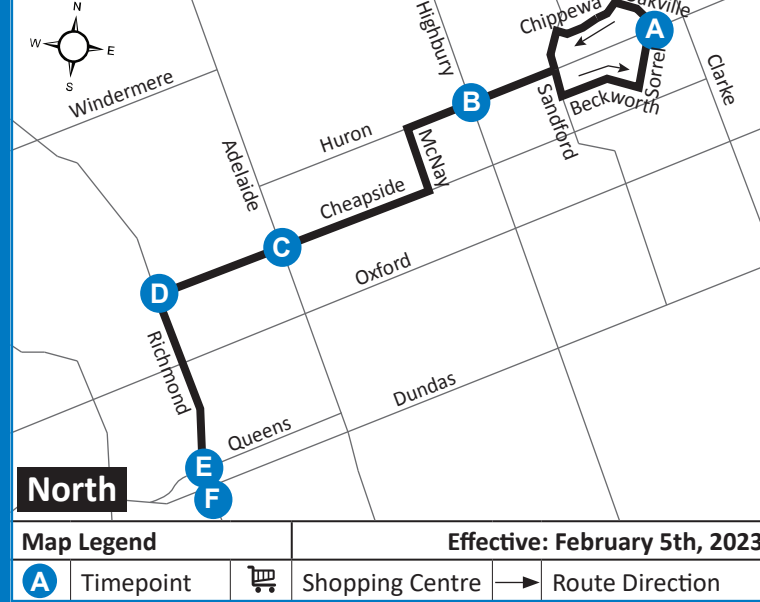 N
W
E
S
Highbury
Chippewa
A
Sorrel
Clarke
Windermere
B
Sandford
Beckworth
Huron
McNay
Adelaide
Cheapside
C
Oxford
D
Richmond
Dundas
Queens
E
F
North
Map Legend
Effective: February 5th, 2023
A Timepoint Shopping Centre Route Direction